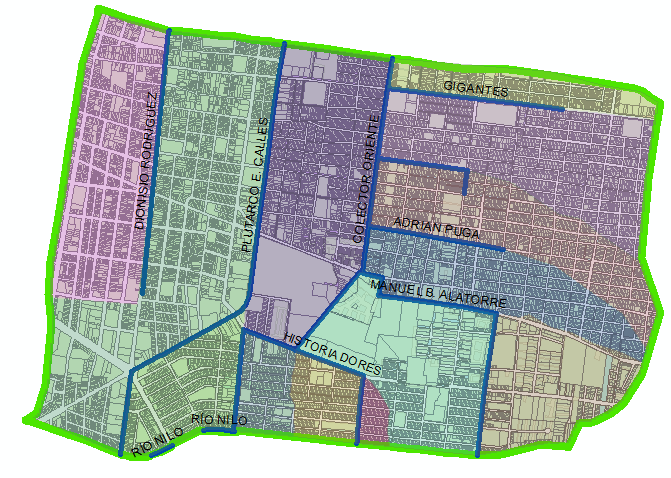 GIGANTES
DIONISIO RODRIGUEZ
PLUTARCO E. CALLES
COLECTOR ORIENTE
ADRIAN PUGA
MANUEL B. ALATORRE
HISTORIADORES
RIO NILO
RIO NILO